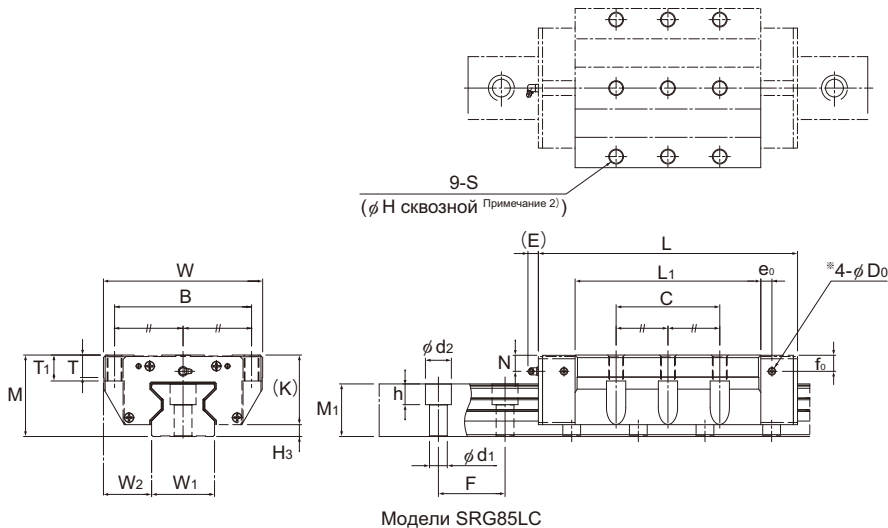 9-S
(φH сквозной Примечание 2))
(E)
L
L1
e0
※4-φD0
C
N
f0
W
B
T1
T
M
(K)
H3
W2
W1
φd2
h
M1
φd1
F
Модели SRG85LC